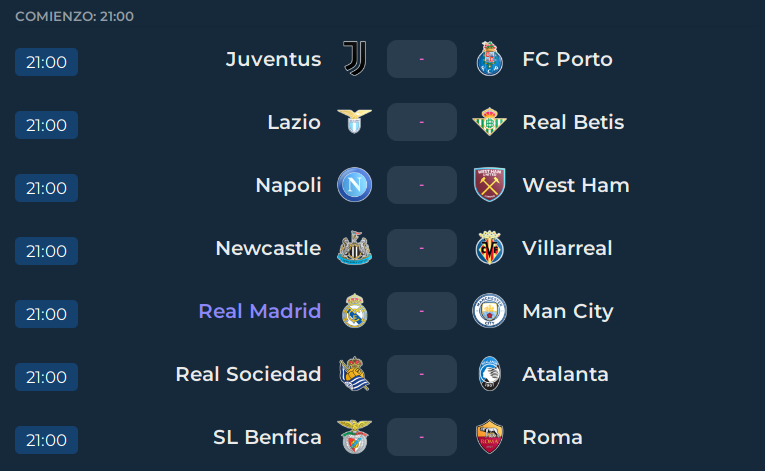 COMIENZO: 21:00
21:00 Juventus - FC Porto
21:00 Lazio - Real Betis
21:00 Napoli - West Ham
21:00 Newcastle - Villarreal
21:00 Real Madrid - Man City
21:00 Real Sociedad - Atalanta
21:00 SL Benfica - Roma